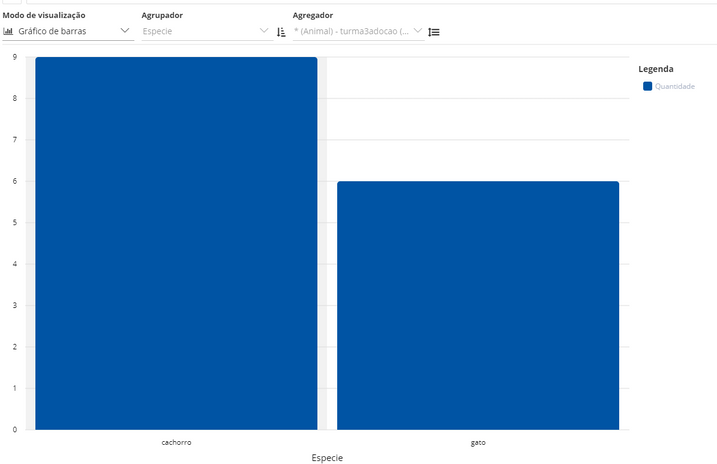 Modo de visualização Agrupador Agregador
Gráfico de barras Especie * (Animal) - turma3adocao (...
Legenda
Quantidade
9
8
7
6
5
4
3
2
1
0
cachorro gato
Especie